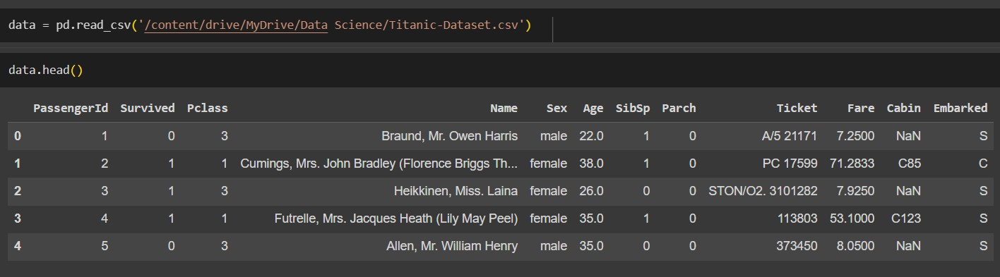 data = pd.read_csv('/content/drive/MyDrive/Data Science/Titanic-Dataset.csv')
data.head()
PassengerId Survived Pclass Name Sex Age SibSp Parch Ticket Fare Cabin Embarked
0 1 0 3 Braund, Mr. Owen Harris male 22.0 1 0 A/5 21171 7.2500 NaN S
1 2 1 1 Cumings, Mrs. John Bradley (Florence Briggs Th... female 38.0 1 0 PC 17599 71.2833 C85 C
2 3 1 3 Heikkinen, Miss. Laina female 26.0 0 0 STON/O2. 3101282 7.9250 NaN S
3 4 1 1 Futrelle, Mrs. Jacques Heath (Lily May Peel) female 35.0 1 0 113803 53.1000 C123 S
4 5 0 3 Allen, Mr. William Henry male 35.0 0 0 373450 8.0500 NaN S